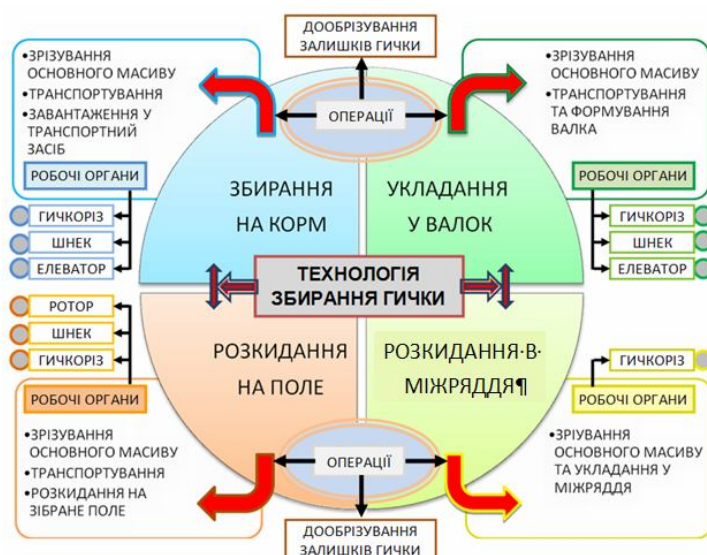 ДООБРІЗУВАННЯ
ЗАЛИШКІВ ГИЧКИ
•ЗРІЗУВАННЯ
ОСНОВНОГО МАСИВУ
•ТРАНСПОРТУВАННЯ
•ЗАВАНТАЖЕННЯ У
ТРАНСПОРТНИЙ
ЗАСІБ
РОБОЧІ ОРГАНИ
ГИЧКОРІЗ
ШНЕК
ЕЛЕВАТОР
ОПЕРАЦІЇ
•ЗРІЗУВАННЯ
ОСНОВНОГО МАСИВУ
•ТРАНСПОРТУВАННЯ
ТА ФОРМУВАННЯ
ВАЛКА
РОБОЧІ ОРГАНИ
ГИЧКОРІЗ
ШНЕК
ЕЛЕВАТОР
ЗБИРАННЯ
НА КОРМ
УКЛАДАННЯ
У ВАЛОК
ТЕХНОЛОГІЯ
ЗБИРАННЯ ГИЧКИ
РОЗКИДАННЯ
НА ПОЛЕ
РОЗКИДАННЯ·В·
МІЖРЯДДЯ¶
РОТОР
ШНЕК
ГИЧКОРІЗ
РОБОЧІ ОРГАНИ
•ЗРІЗУВАННЯ
ОСНОВНОГО МАСИВУ
•ТРАНСПОРТУВАННЯ
•РОЗКИДАННЯ НА
ЗІБРАНЕ ПОЛЕ
ОПЕРАЦІЇ
ГИЧКОРІЗ
РОБОЧІ ОРГАНИ
•ЗРІУВАННЯ
ОСНОВНОГО МАСИВУ
ТА УКЛАДАННЯ У
МІЖРЯДДЯ
ДООБРІЗУВАННЯ
ЗАЛИШКІВ ГИЧКИ